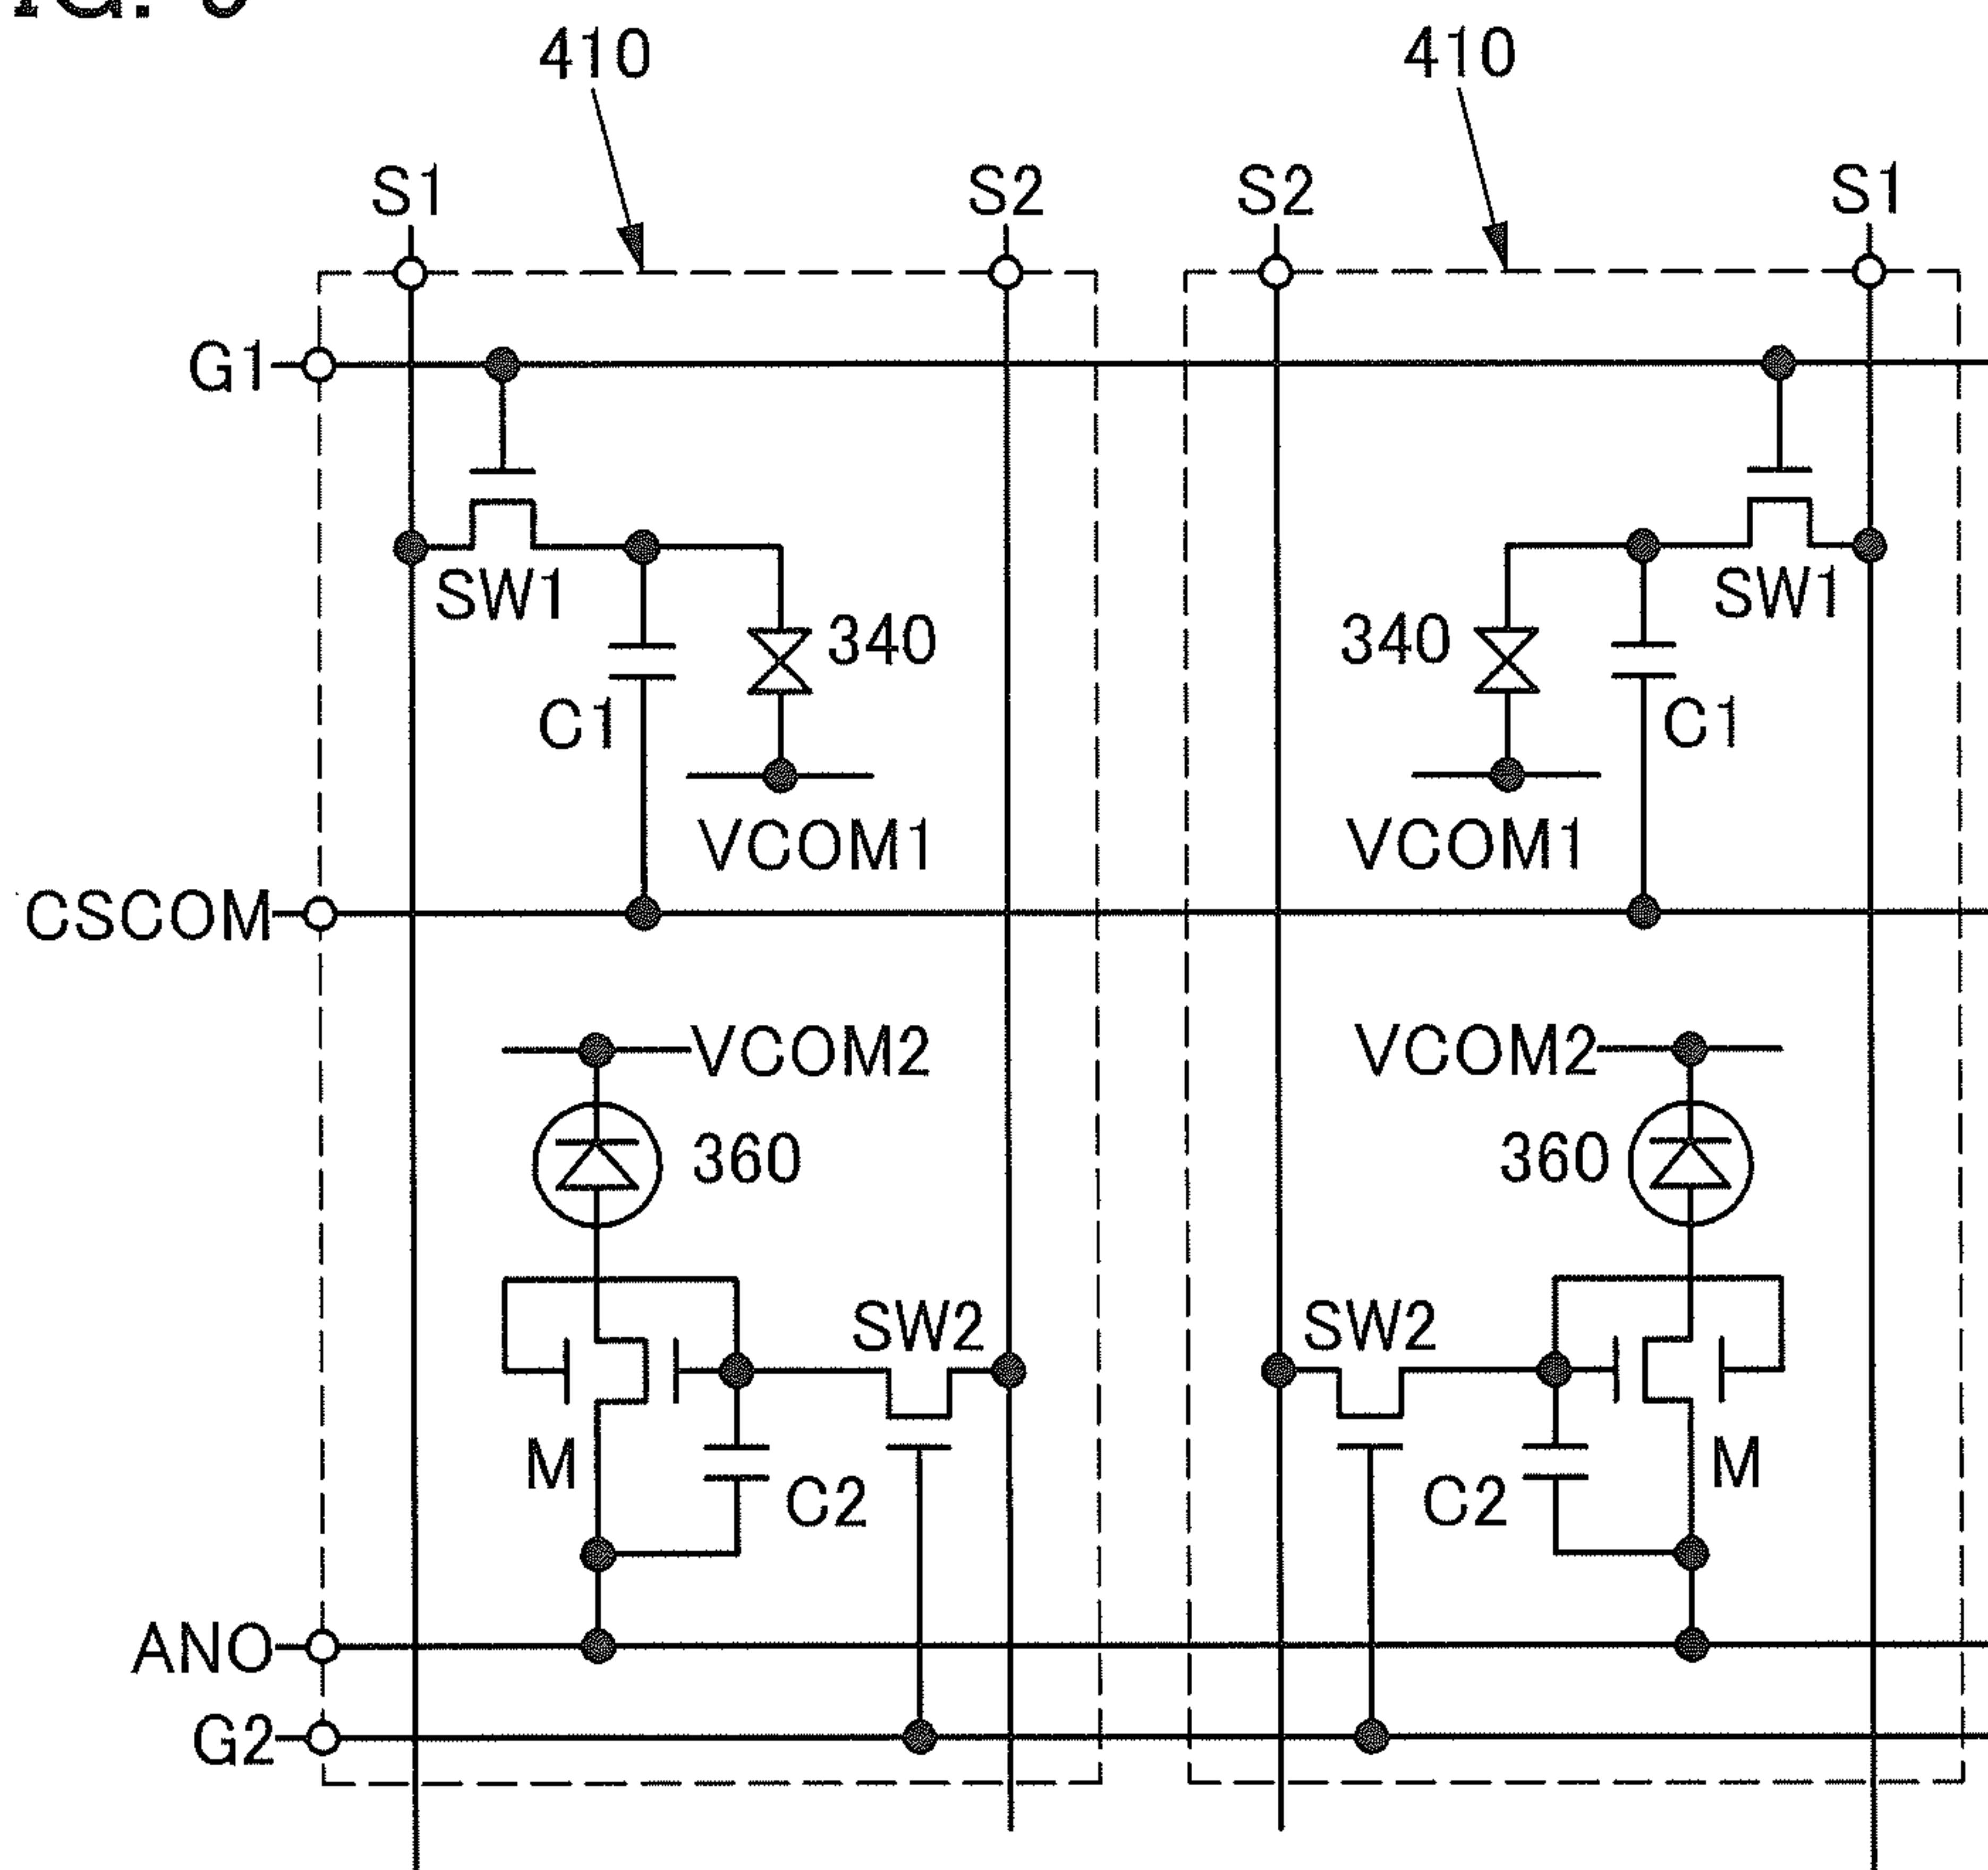 410 410
S1 S2 S2 S1
G1
SW1 SW1
340 340
C1 C1
VCOM1 VCOM1
CSCOM
VCOM2 VCOM2
360 360
SW2 SW2
M M
C2 C2
ANO
G2